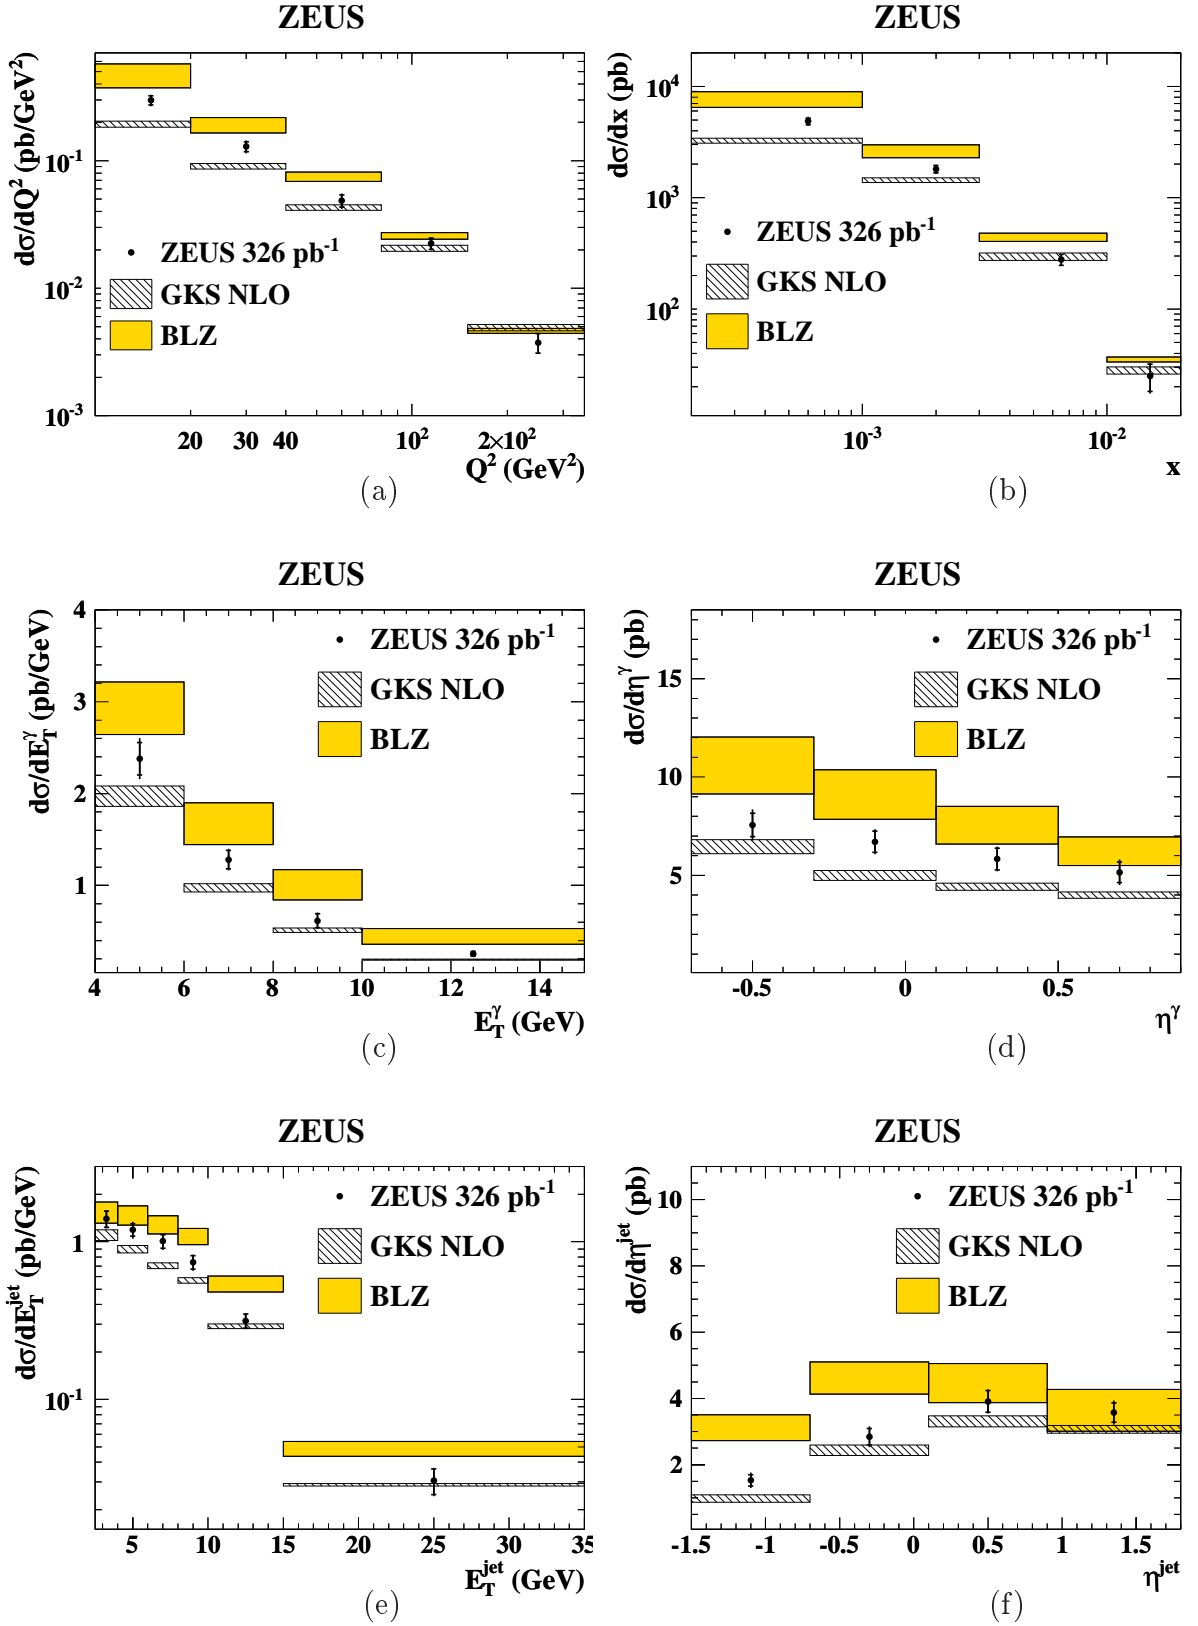 ZEUS
dσ/dQ² (pb/GeV²)
10⁻¹
10⁻²
10⁻³
ZEUS 326 pb⁻¹
GKS NLO
BLZ
20 30 40 10² 2×10²
Q² (GeV²)
(a)
ZEUS
dσ/dx (pb)
10⁴
10³
10²
ZEUS 326 pb⁻¹
GKS NLO
BLZ
10⁻³ 10⁻²
x
(b)
ZEUS
dσ/dE_T^γ (pb/GeV)
4
3
2
1
ZEUS 326 pb⁻¹
GKS NLO
BLZ
4 6 8 10 12 14
E_T^γ (GeV)
(c)
ZEUS
dσ/dη^γ (pb)
15
10
5
ZEUS 326 pb⁻¹
GKS NLO
BLZ
-0.5 0 0.5
η^γ
(d)
ZEUS
dσ/dE_T^jet (pb/GeV)
1
10⁻¹
ZEUS 326 pb⁻¹
GKS NLO
BLZ
5 10 15 20 25 30 35
E_T^jet (GeV)
(e)
ZEUS
dσ/dη^jet (pb)
10
8
6
4
2
ZEUS 326 pb⁻¹
GKS NLO
BLZ
-1.5 -1 -0.5 0 0.5 1 1.5
η^jet
(f)